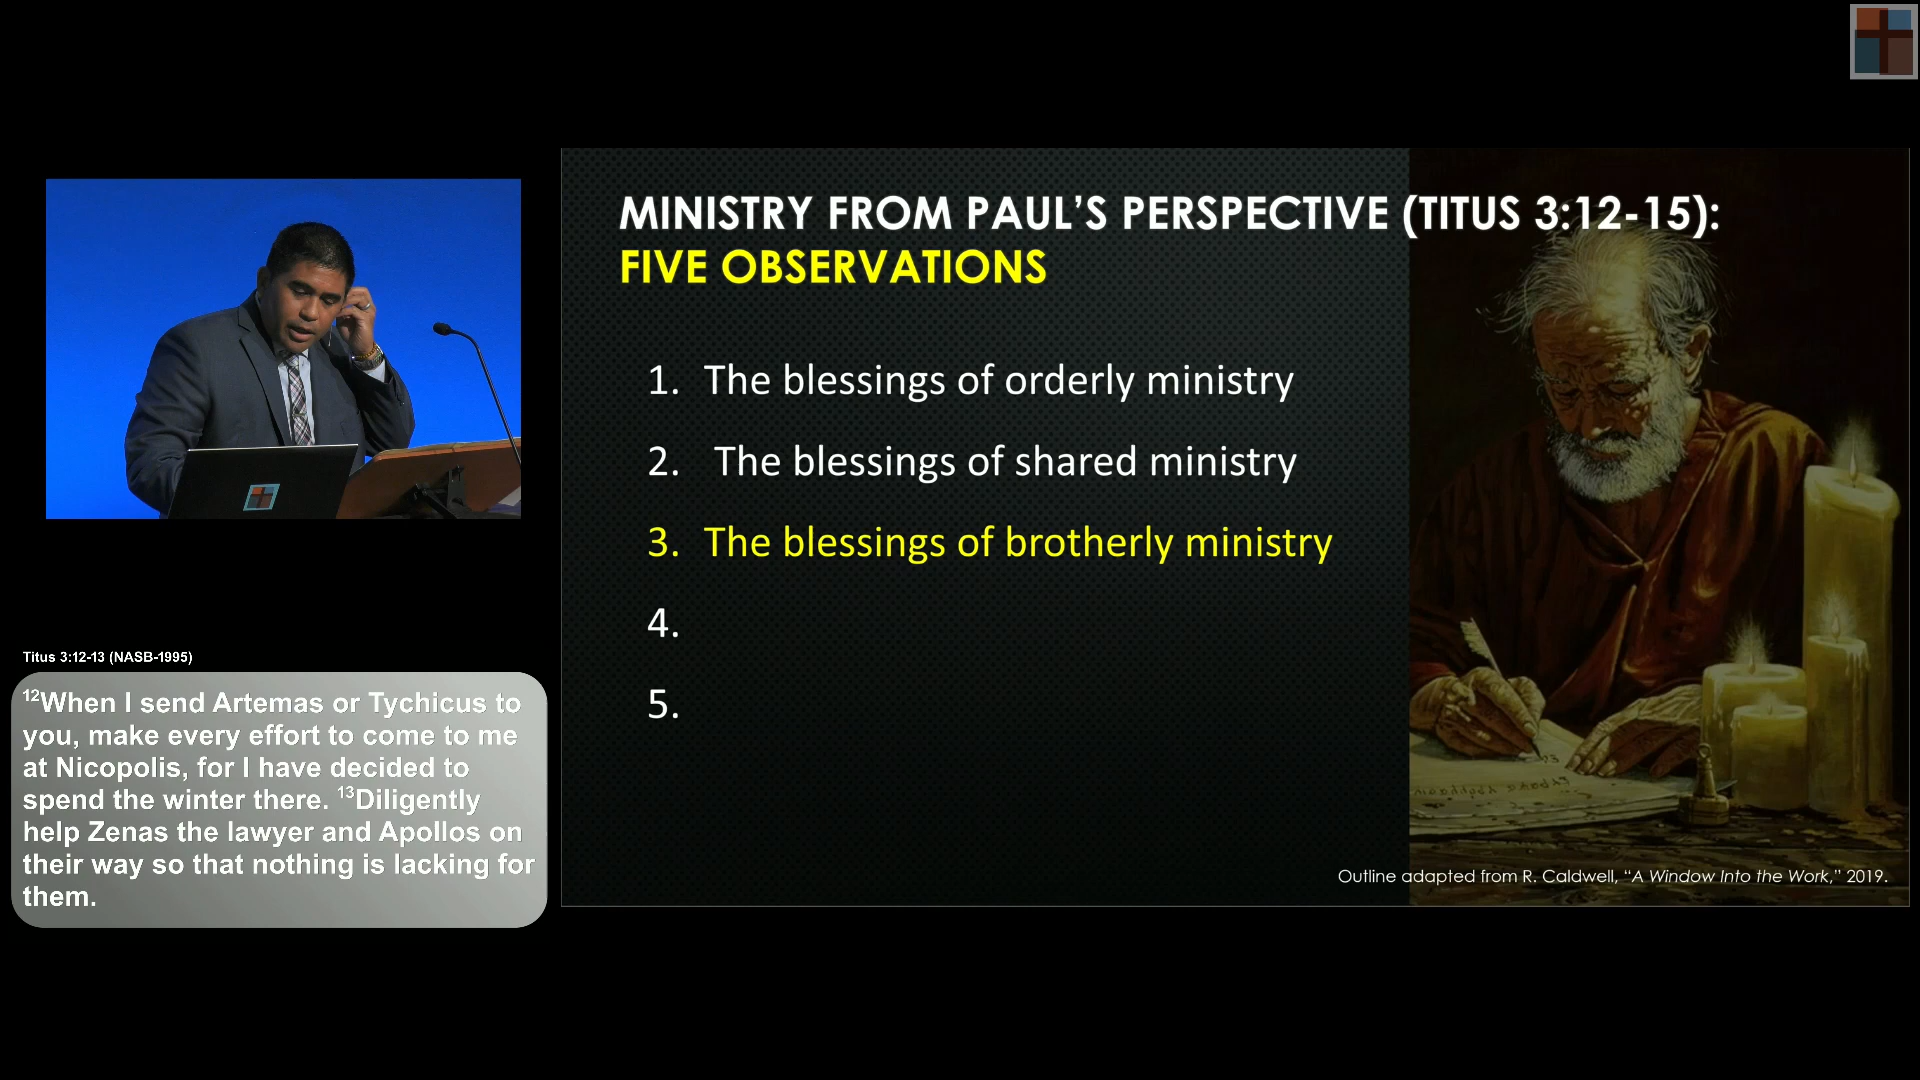 MINISTRY FROM PAUL’S PERSPECTIVE (TITUS 3:12-15):
FIVE OBSERVATIONS
1. The blessings of orderly ministry
2. The blessings of shared ministry
3. The blessings of brotherly ministry
4.
5.
Outline adapted from R. Caldwell, “A Window Into the Work,” 2019.
Titus 3:12-13 (NASB-1995)
12When I send Artemas or Tychicus to
you, make every effort to come to me
at Nicopolis, for I have decided to
spend the winter there. 13Diligently
help Zenas the lawyer and Apollos on
their way so that nothing is lacking for
them.